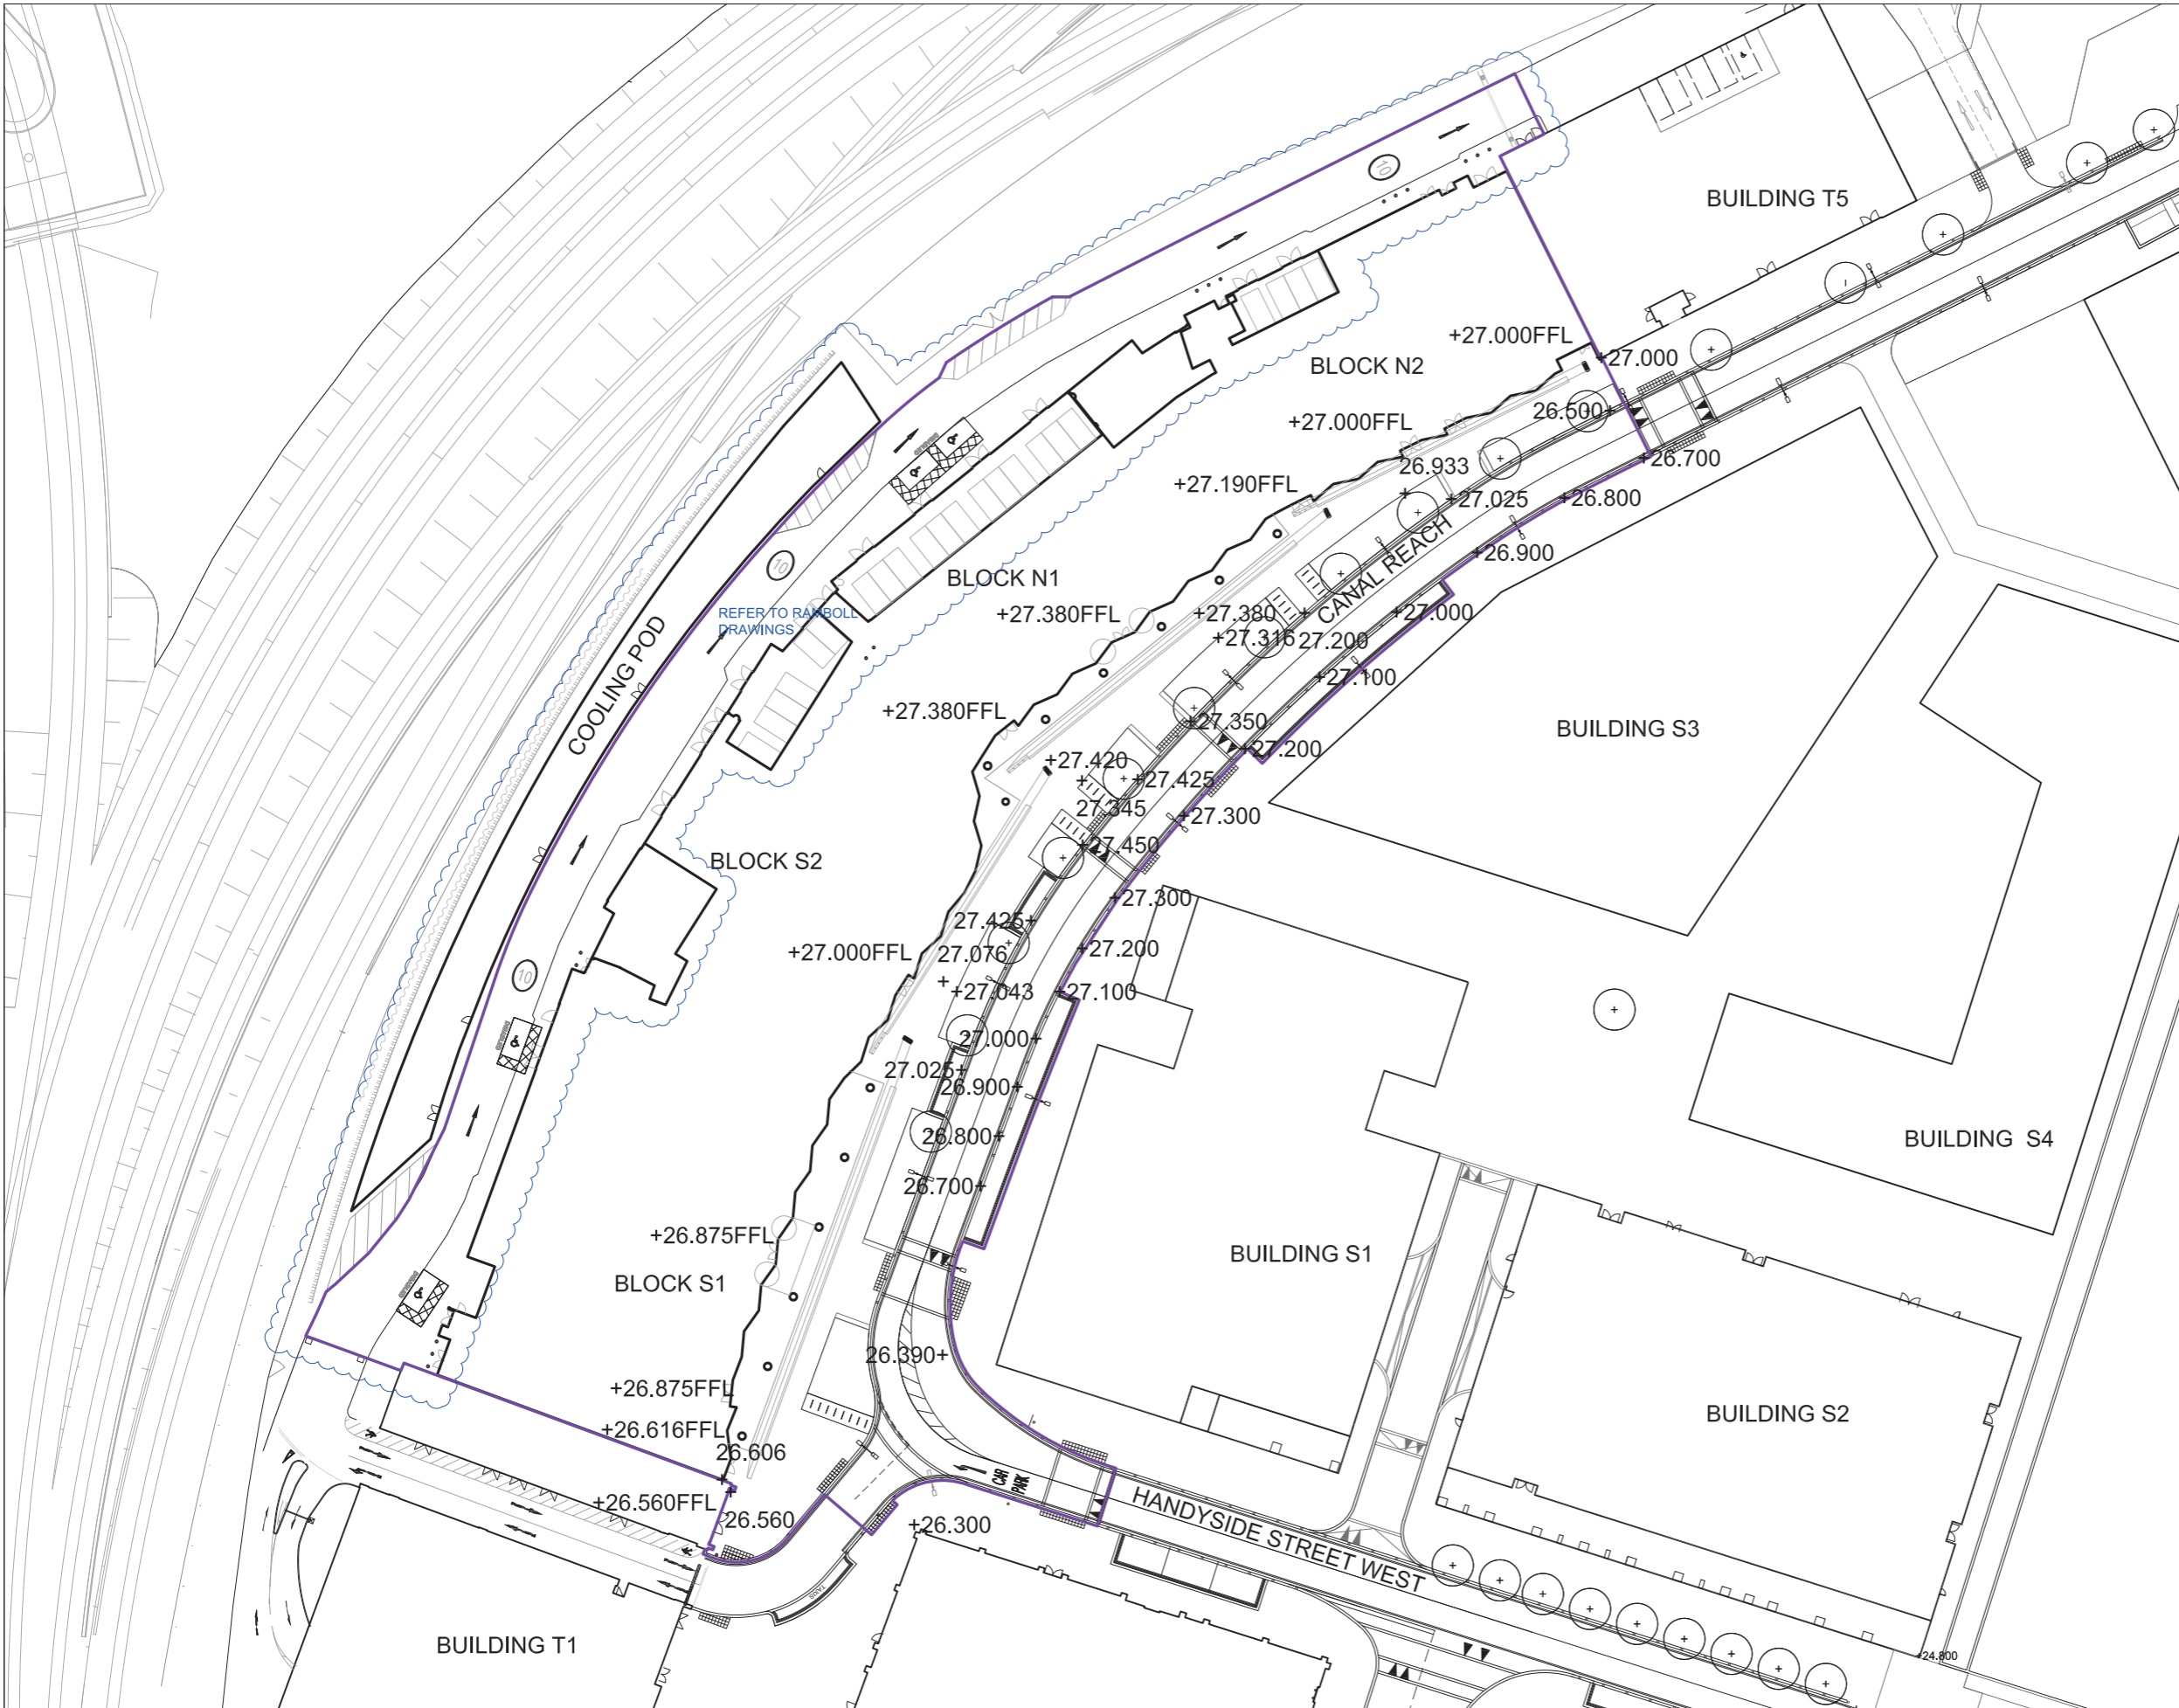 BUILDING T5
10
+27.000FFL
+27.000
BLOCK N2
26.500+
+27.000FFL
26.933
+26.700
+27.190FFL
+27.025
+26.800
CANAL REACH
10
+26.900
BLOCK N1
REFER TO RAMBOLL
DRAWINGS
+27.380FFL
+27.380
+27.000
+27.316
27.200
COOLING POD
+27.100
+27.380FFL
+27.350
BUILDING S3
+27.200
+27.420
+27.425
27.345
+27.300
+27.450
BLOCK S2
+27.300
27.425+
+27.000FFL
27.076
+27.200
10
+27.043
+27.100
27.000+
27.025+
26.900+
26.800+
BUILDING S4
26.700+
+26.875FFL
BLOCK S1
BUILDING S1
26.390+
+26.875FFL
BUILDING S2
+26.616FFL
26.606
CAR
PARK
+26.560FFL
26.560
+26.300
HANDYSIDE STREET WEST
TAXIS
BUILDING T1
+24.800